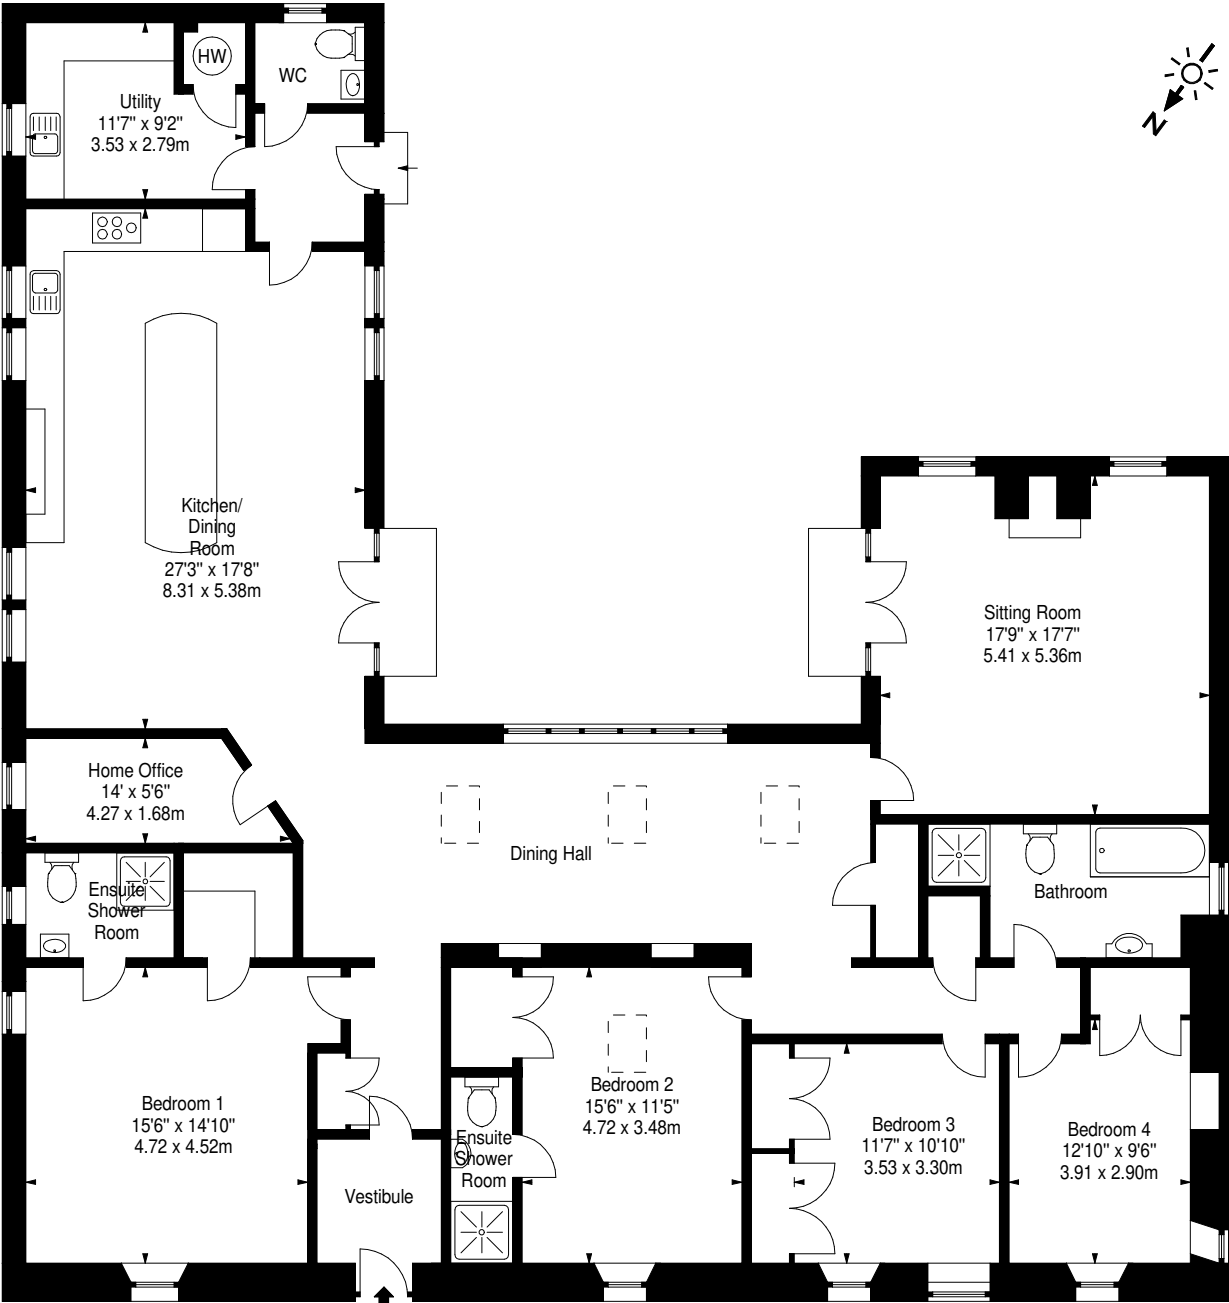 HW
WC
Utility
11'7" x 9'2"
3.53 x 2.79m
N
Kitchen/
Dining
Room
27'3" x 17'8"
8.31 x 5.38m
Sitting Room
17'9" x 17'7"
5.41 x 5.36m
Home Office
14' x 5'6"
4.27 x 1.68m
Dining Hall
Ensuite
Shower
Room
Bathroom
Bedroom 1
15'6" x 14'10"
4.72 x 4.52m
Vestibule
Ensuite
Shower
Room
Bedroom 2
15'6" x 11'5"
4.72 x 3.48m
Bedroom 3
11'7" x 10'10"
3.53 x 3.30m
Bedroom 4
12'10" x 9'6"
3.91 x 2.90m